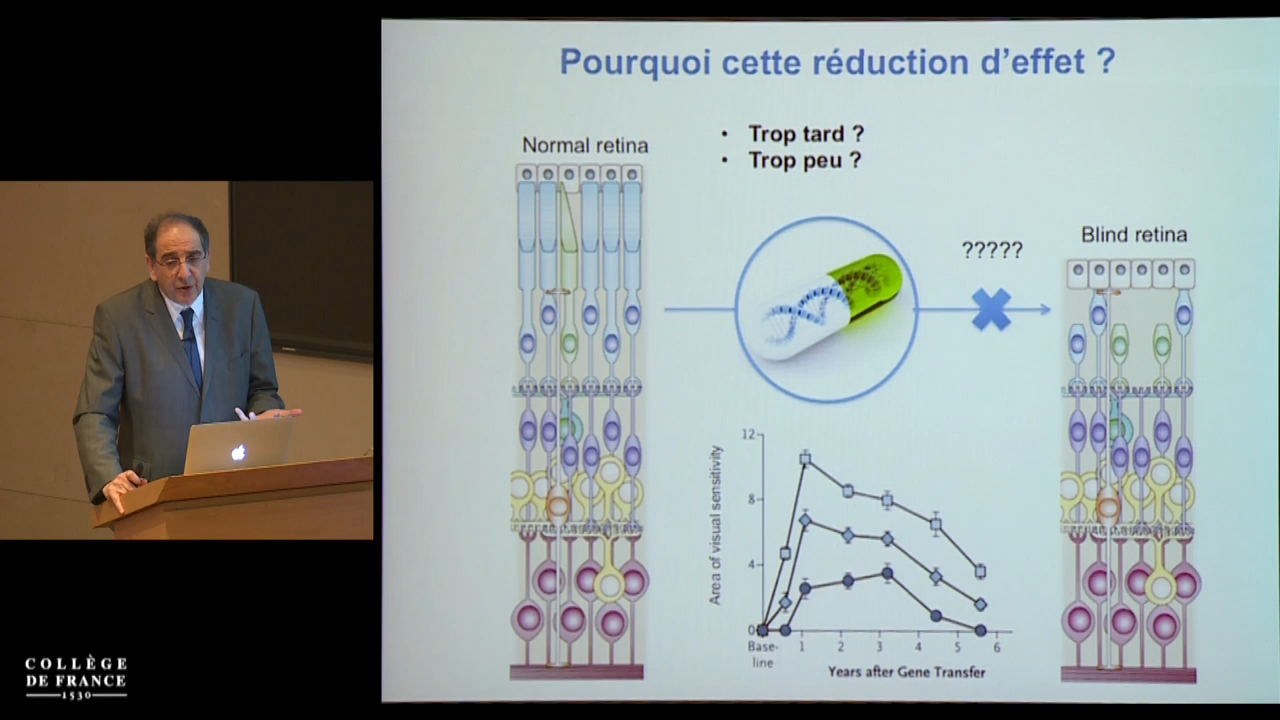 Pourquoi cette réduction d'effet ?
• Trop tard ?
• Trop peu ?
Normal retina
?????
Blind retina
12
8
4
0
Area of visual sensitivity
Base-
line
1 2 3 4 5 6
Years after Gene Transfer
COLLÈGE
DE FRANCE
1530